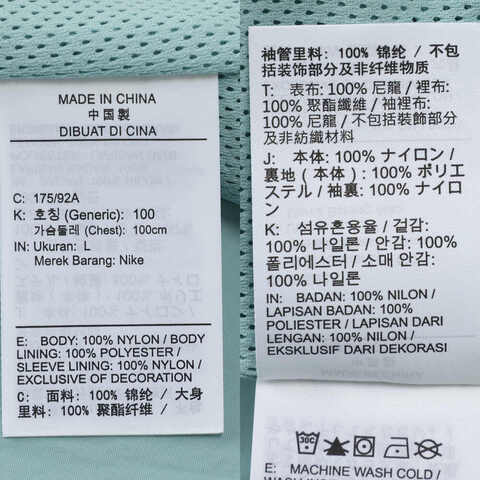 MADE IN CHINA
中国製
DIBUAT DI CINA
C: 175/92A
K: 호칭 (Generic): 100
가슴둘레 (Chest): 100cm
IN: Ukuran: L
Merek Barang: Nike
E: BODY: 100% NYLON / BODY
LINING: 100% POLYESTER /
SLEEVE LINING: 100% NYLON /
EXCLUSIVE OF DECORATION
C: 面料: 100% 锦纶 / 大身
里料: 100% 聚酯纤维 /
袖管里料: 100% 锦纶 / 不包
括装饰部分及非纤维物质
T: 表布: 100% 尼龍 / 裡布:
100% 聚酯纖維 / 袖裡布:
100% 尼龍 / 不包括裝飾部分
及非紡織材料
J: 本体: 100% ナイロン /
裏地 (本体): 100% ポリエ
ステル / 袖裏: 100% ナイロ
ン
K: 섬유혼용율 / 겉감:
100% 나일론 / 안감: 100%
폴리에스터 / 소매 안감:
100% 나일론
IN: BADAN: 100% NILON /
LAPISAN BADAN: 100%
POLIESTER / LAPISAN DARI
LENGAN: 100% NILON /
EKSKLUSIF DARI DEKORASI
30C
E: MACHINE WASH COLD /